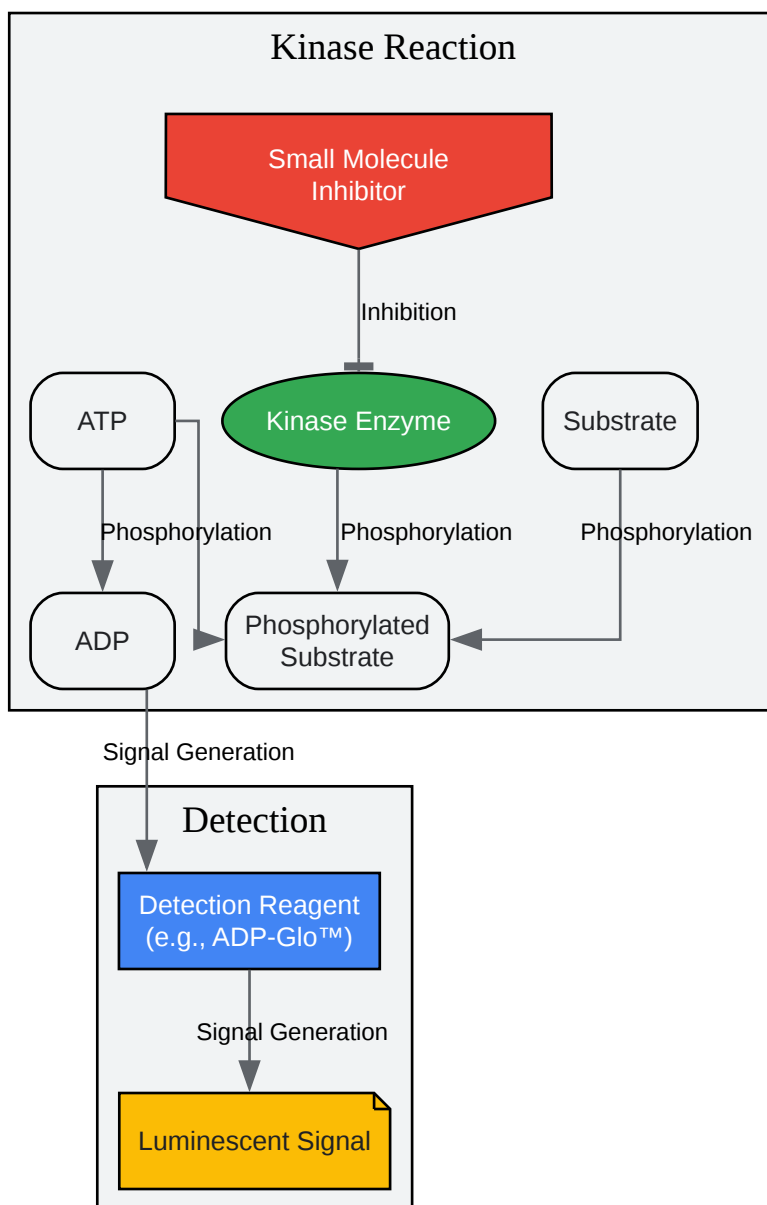 Kinase Reaction
Small Molecule
Inhibitor
Inhibition
ATP
Kinase Enzyme
Substrate
Phosphorylation
Phosphorylation
Phosphorylation
ADP
Phosphorylated
Substrate
Signal Generation
Detection
Detection Reagent
(e.g., ADP-Glo™)
Signal Generation
Luminescent Signal